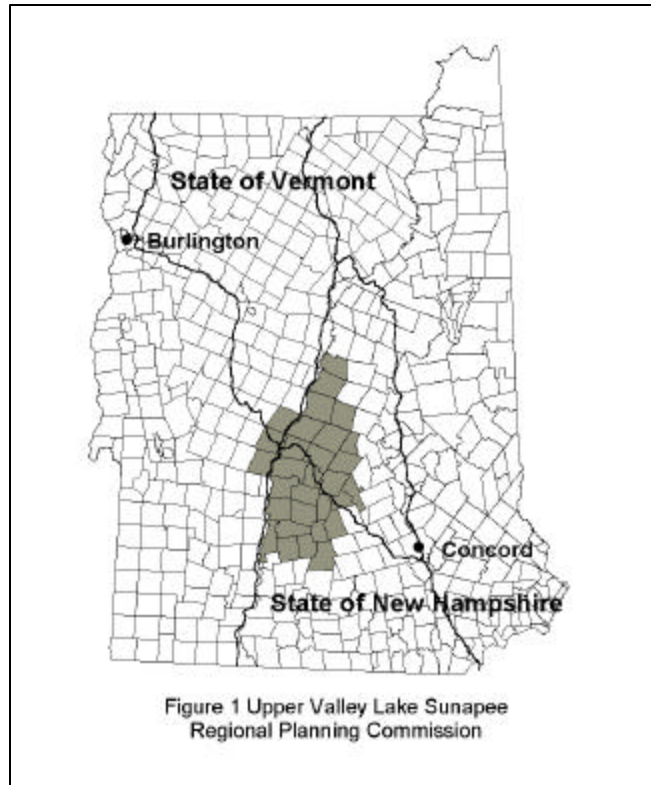 State of Vermont
Burlington
Concord
State of New Hampshire
Figure 1 Upper Valley Lake Sunapee
Regional Planning Commission